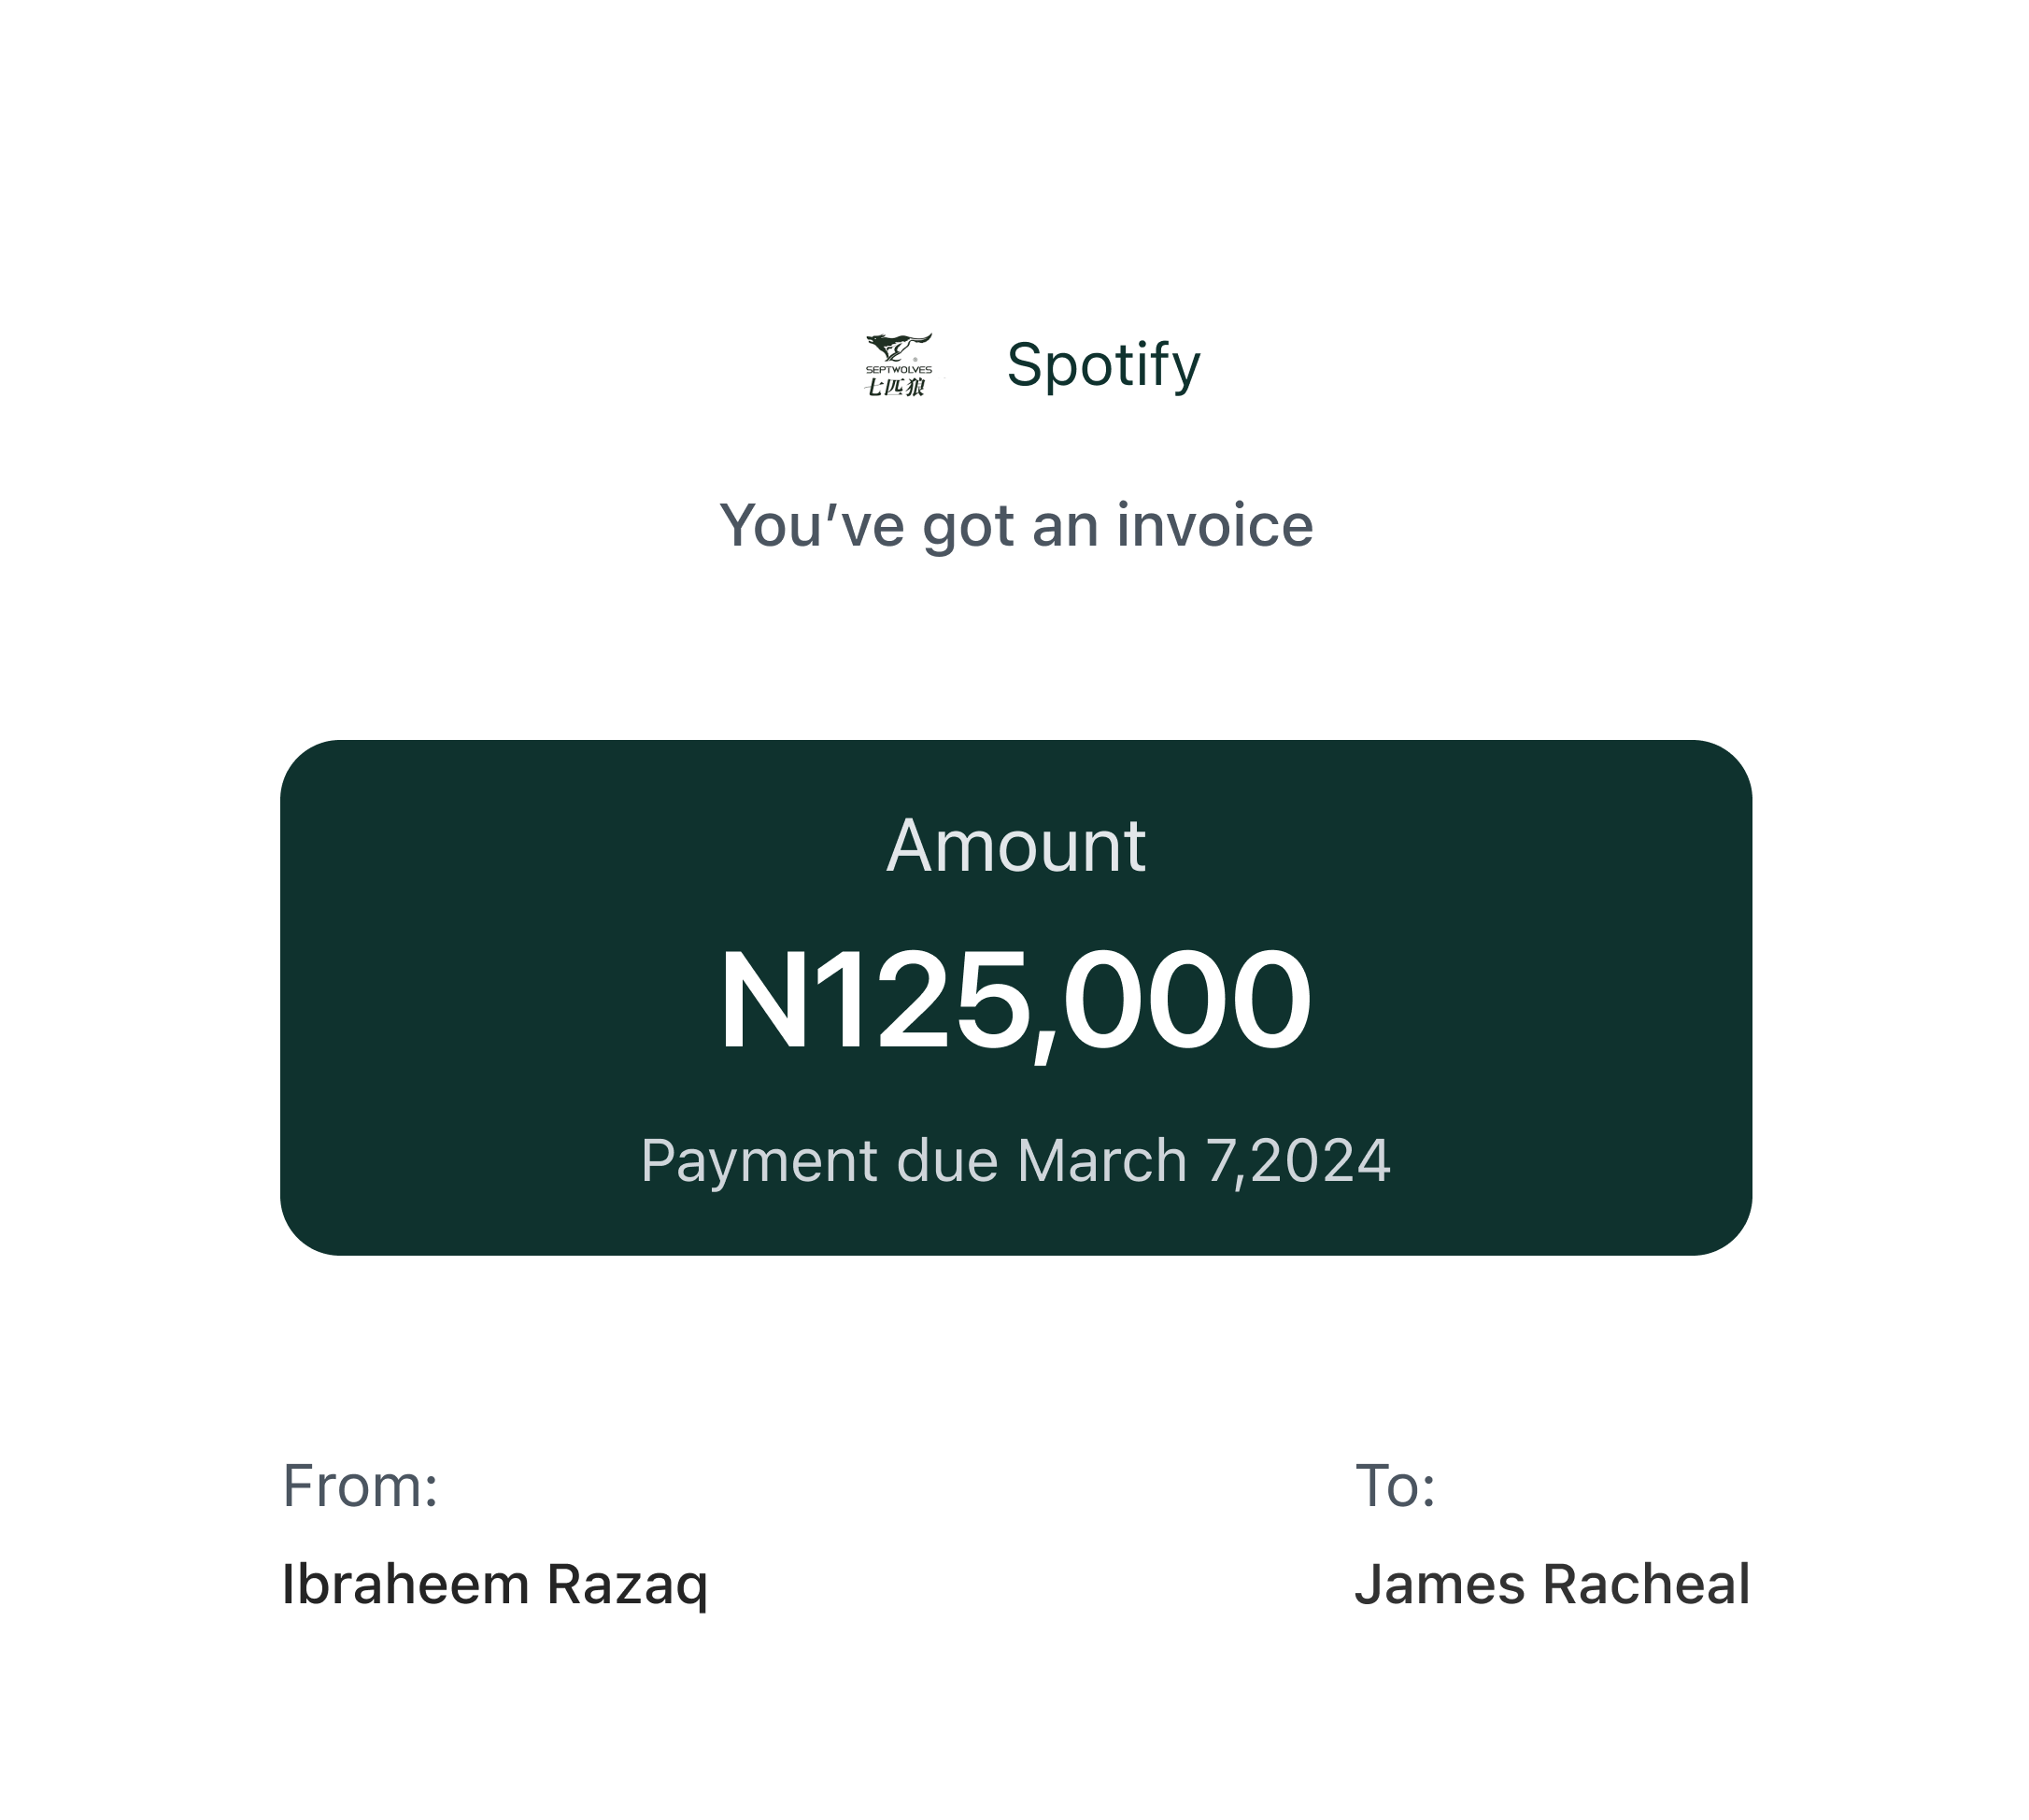 SEPTWOLVES
七匹狼
Spotify
You've got an invoice
Amount
N125,000
Payment due March 7,2024
From:
To:
Ibraheem Razaq
James Racheal